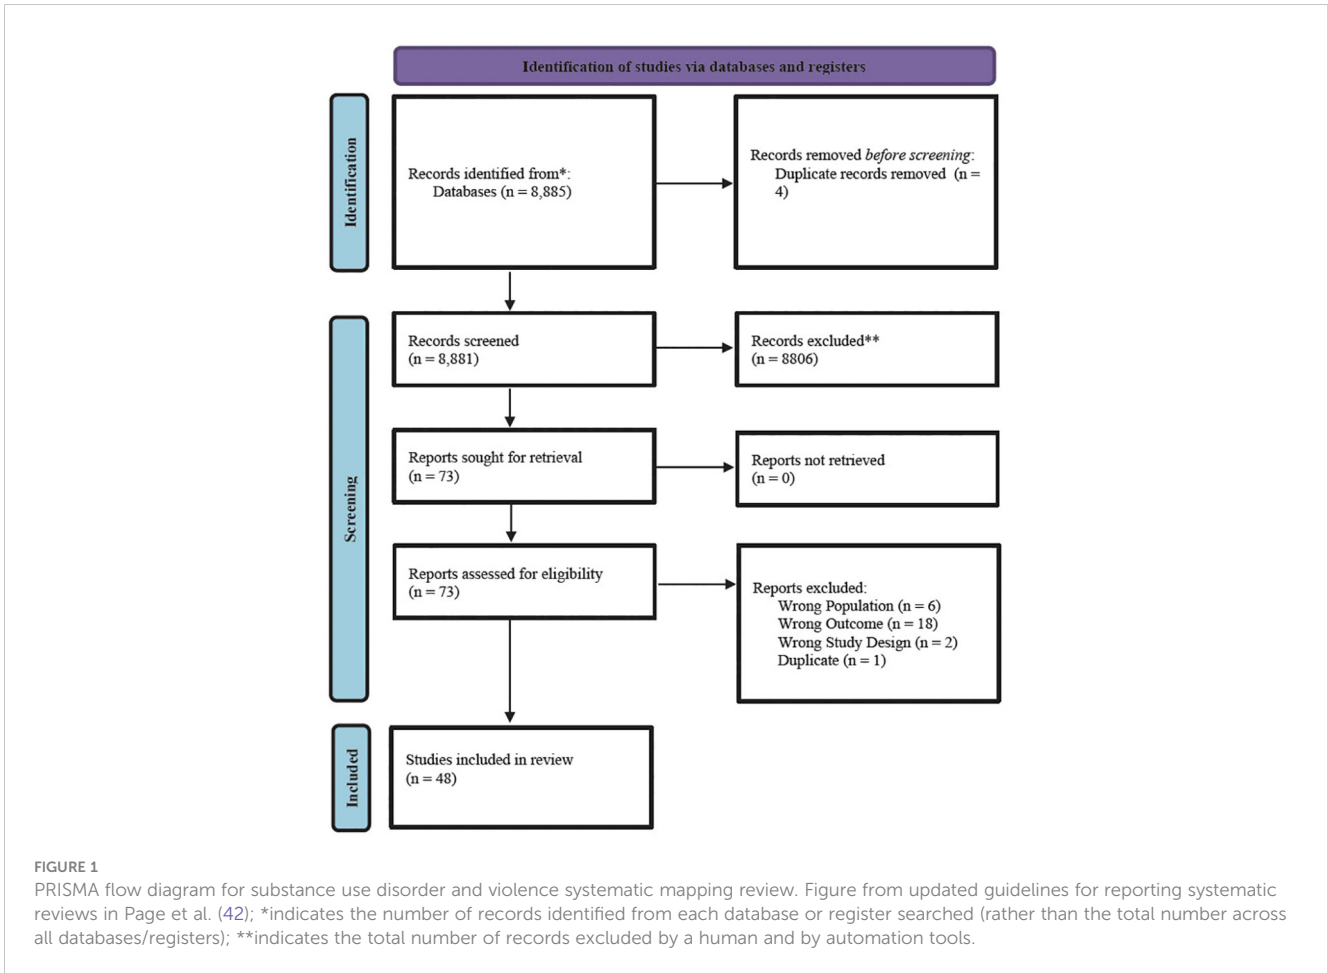 Identification of studies via databases and registers
Identification
Records identified from*:
Databases (n = 8,885)
Records removed before screening:
Duplicate records removed (n =
4)
Screening
Records screened
(n = 8,881)
Records excluded**
(n = 8806)
Reports sought for retrieval
(n = 73)
Reports not retrieved
(n = 0)
Reports assessed for eligibility
(n = 73)
Reports excluded:
Wrong Population (n = 6)
Wrong Outcome (n = 18)
Wrong Study Design (n = 2)
Duplicate (n = 1)
Included
Studies included in review
(n = 48)
FIGURE 1
PRISMA flow diagram for substance use disorder and violence systematic mapping review. Figure from updated guidelines for reporting systematic
reviews in Page et al. (42); *indicates the number of records identified from each database or register searched (rather than the total number across
all databases/registers); **indicates the total number of records excluded by a human and by automation tools.